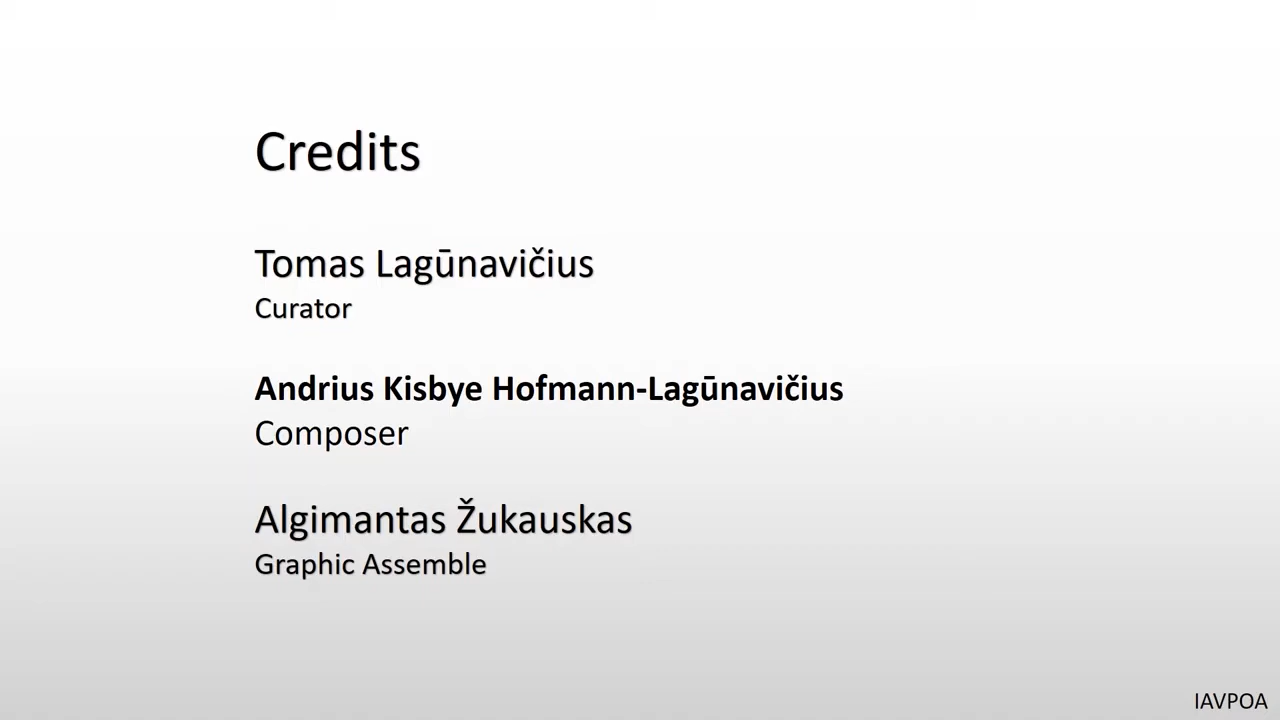 Credits
Tomas Lagūnavičius
Curator
Andrius Kisbye Hofmann-Lagūnavičius
Composer
Algimantas Žukauskas
Graphic Assemble
IAVPOA